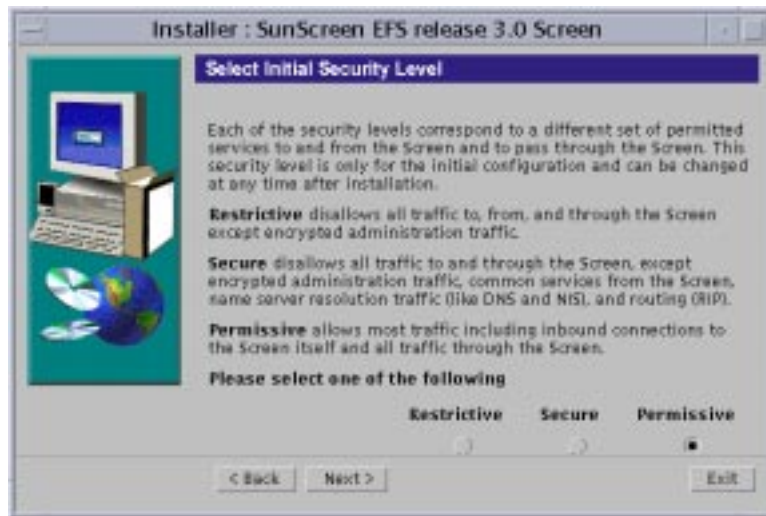 Installer : SunScreen EFS release 3.0 Screen
Select Initial Security Level
Each of the security levels correspond to a different set of permitted
services to and from the Screen and to pass through the Screen. This
security level is only for the initial configuration and can be changed
at any time after installation.
Restrictive disallows all traffic to, from, and through the Screen
except encrypted administration traffic.
Secure disallows all traffic to and through the Screen, except
encrypted administration traffic, common services from the Screen,
name server resolution traffic (like DNS and NIS), and routing (RIP).
Permissive allows most traffic including inbound connections to
the Screen itself and all traffic through the Screen.
Please select one of the following
Restrictive Secure Permissive
< Back Next > Exit